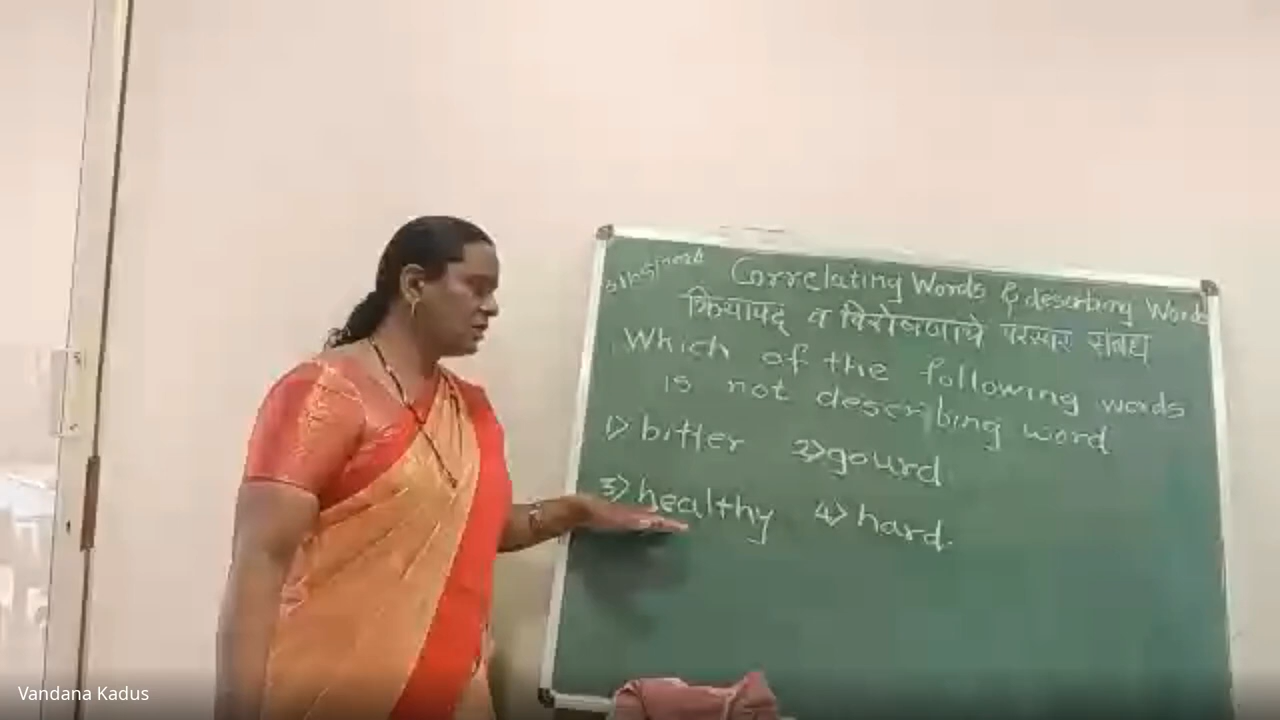 Correlating Words & describing Words
क्रियापद व विशेषणाचे परस्पर संबंध
Which of the following words
is not describing word
1> bitter 2> gourd
3> healthy 4> hard.
Vandana Kadus